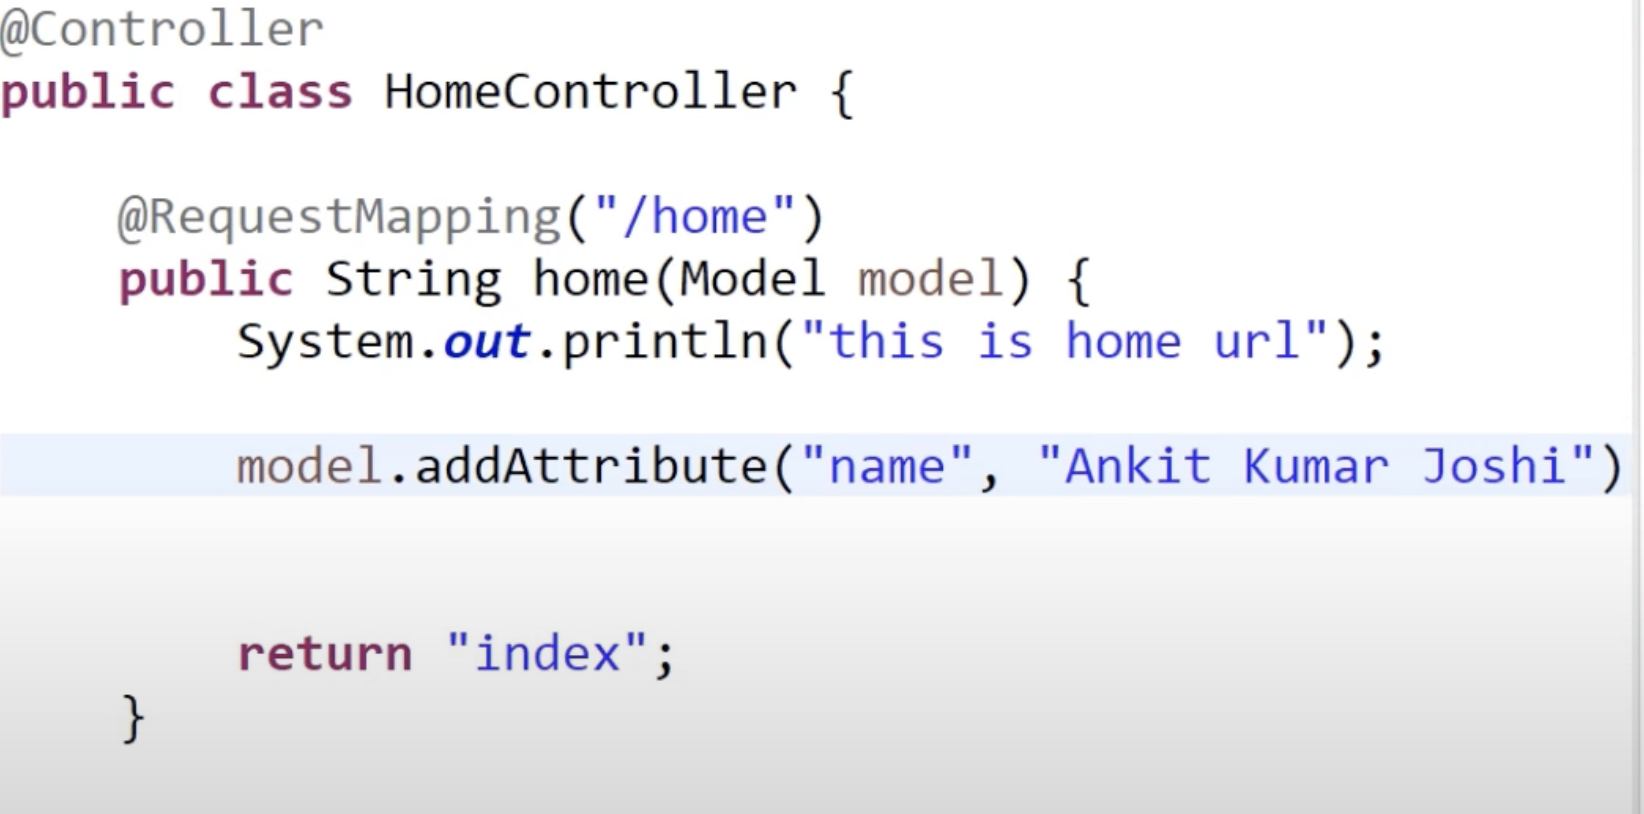 @Controller
public class HomeController {
@RequestMapping("/home")
public String home(Model model) {
System.out.println("this is home url");
model.addAttribute("name", "Ankit Kumar Joshi")
return "index";
}